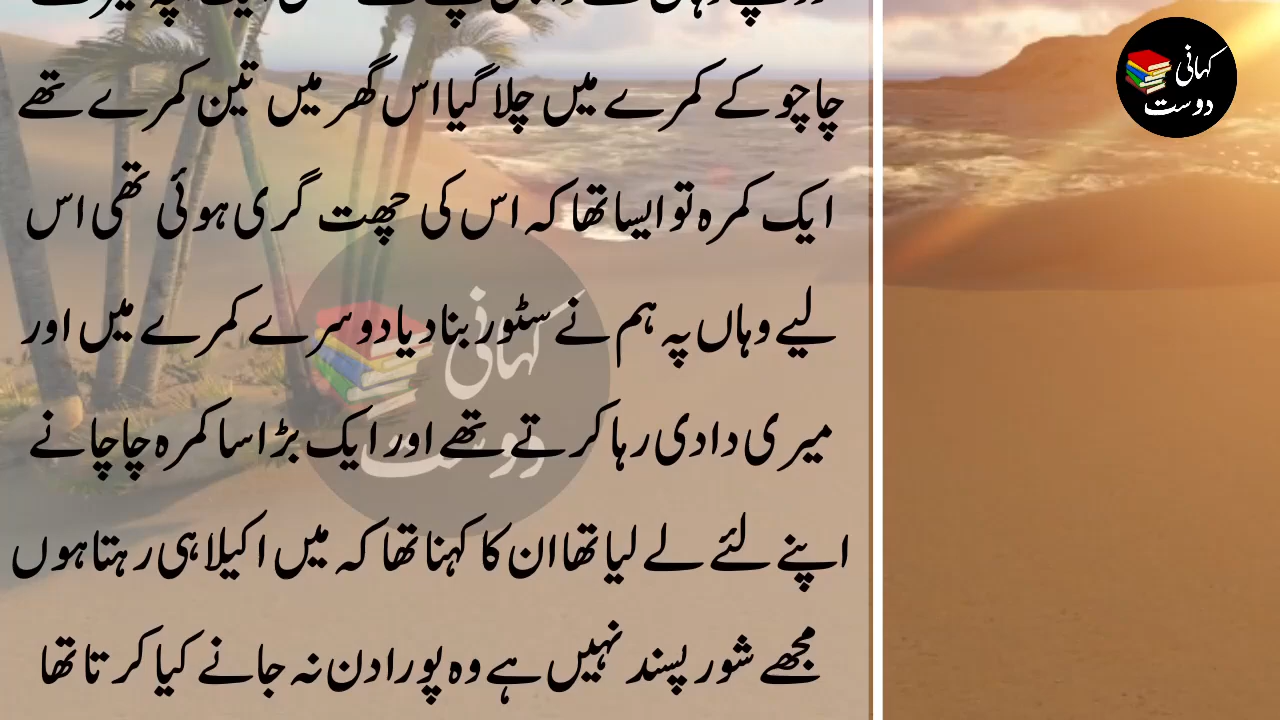 چاچو کے کمرے میں چلا گیا اس گھر میں تین کمرے تھے
ایک کمرہ تو ایسا تھا کہ اس کی چھت گری ہوئی تھی اس
لیے وہاں پہ ہم نے سٹور بنا دیا دوسرے کمرے میں اور
میری دادی رہا کرتے تھے اور ایک بڑا سا کمرہ چاچا نے
اپنے لئے لے لیا تھا ان کا کہنا تھا کہ میں اکیلا ہی رہتا ہوں
مجھے شور پسند نہیں ہے وہ پورا دن نہ جانے کیا کرتا تھا
کہانی
دوست
کہانی
دوست